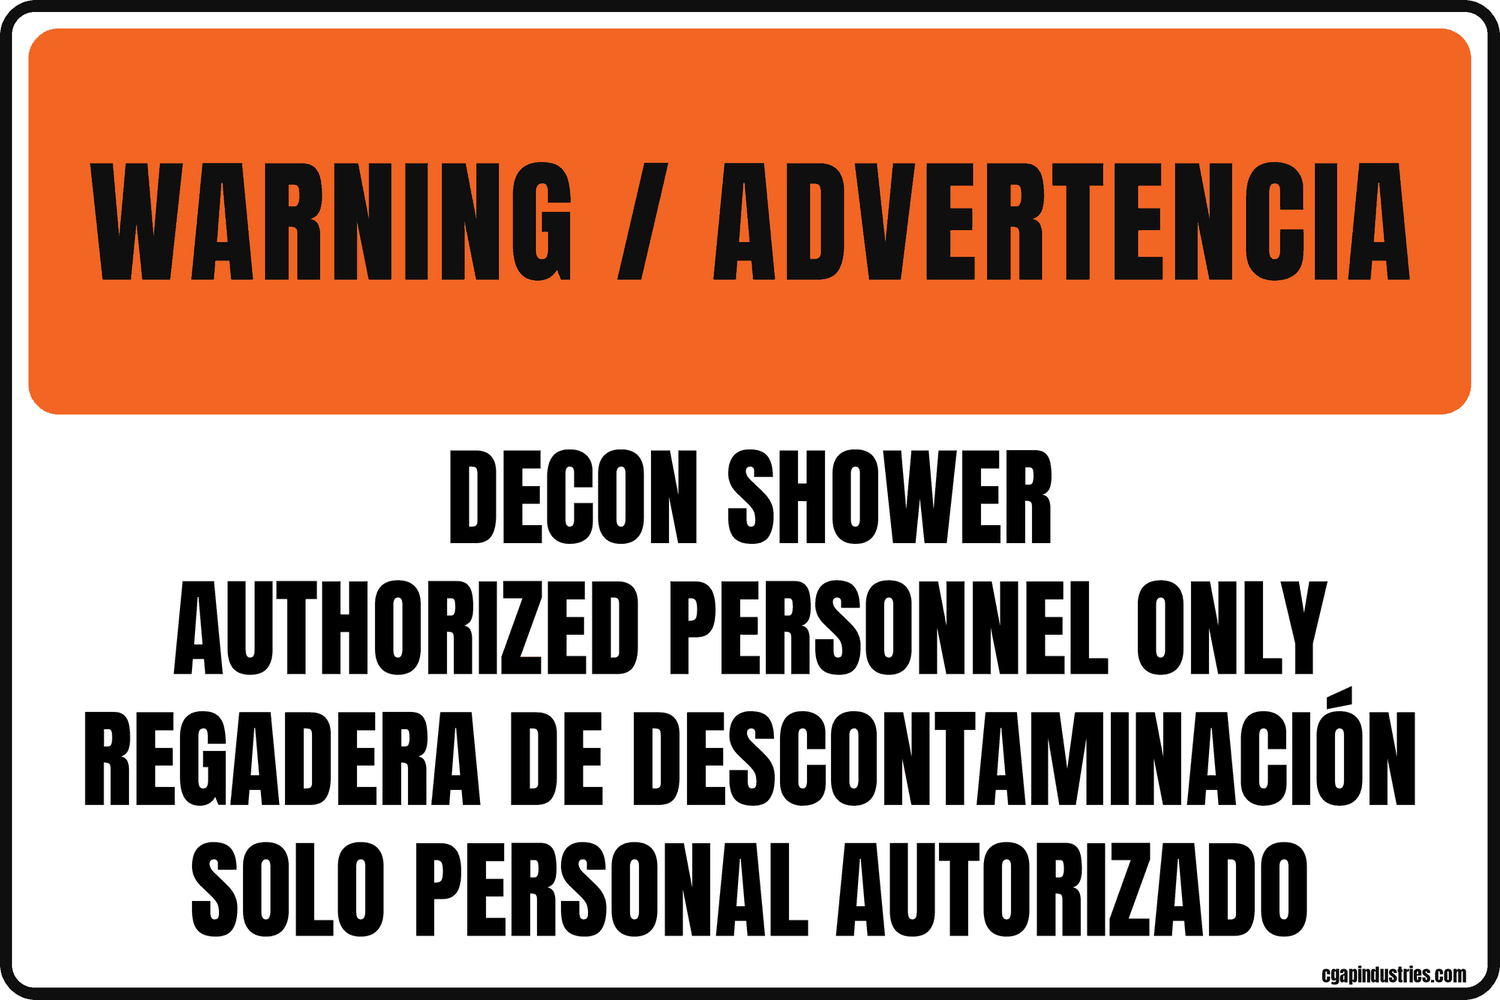 WARNING / ADVERTENCIA
DECON SHOWER
AUTHORIZED PERSONNEL ONLY
REGADERA DE DESCONTAMINACIÓN
SOLO PERSONAL AUTORIZADO
cgapindustries.com